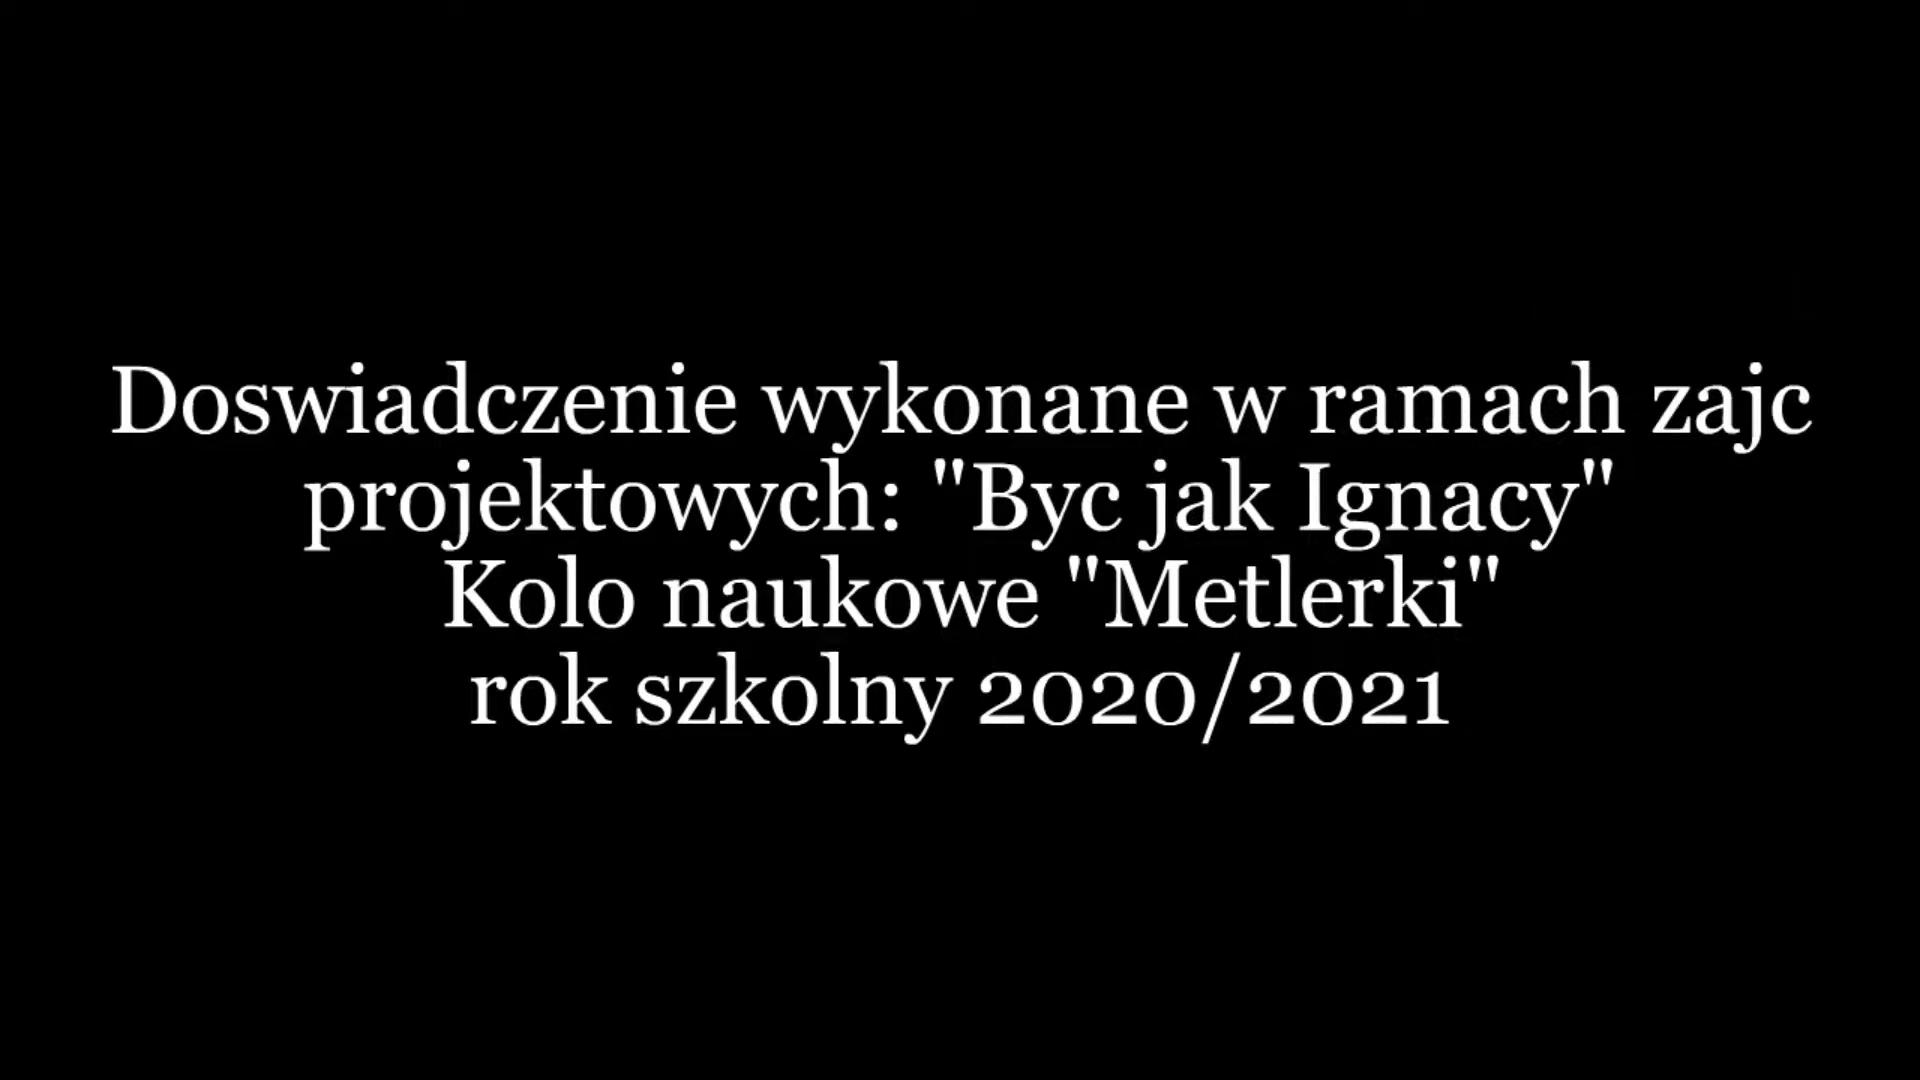 Doswiadczenie wykonane w ramach zajc
projektowych: "Byc jak Ignacy"
Kolo naukowe "Metlerki"
rok szkolny 2020/2021